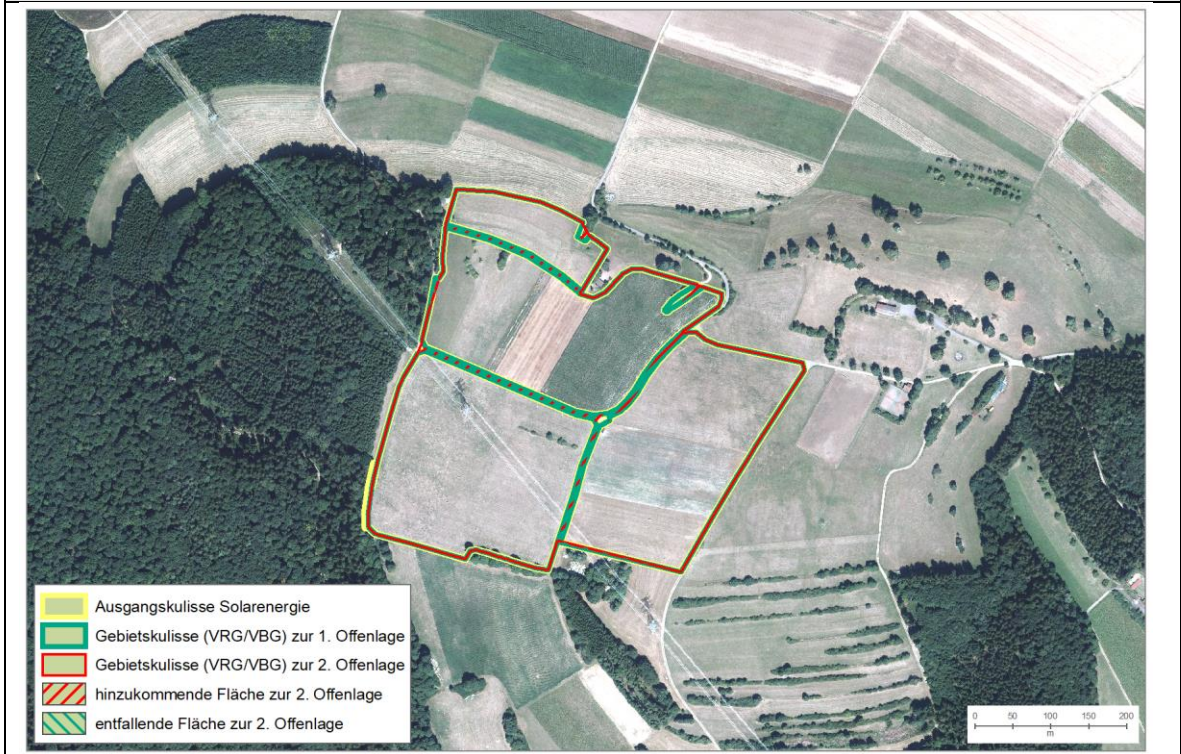 Ausgangskulisse Solarenergie
Gebietskulisse (VRG/VBG) zur 1. Offenlage
Gebietskulisse (VRG/VBG) zur 2. Offenlage
hinzukommende Fläche zur 2. Offenlage
entfallende Fläche zur 2. Offenlage
0 50 100 150 200
m